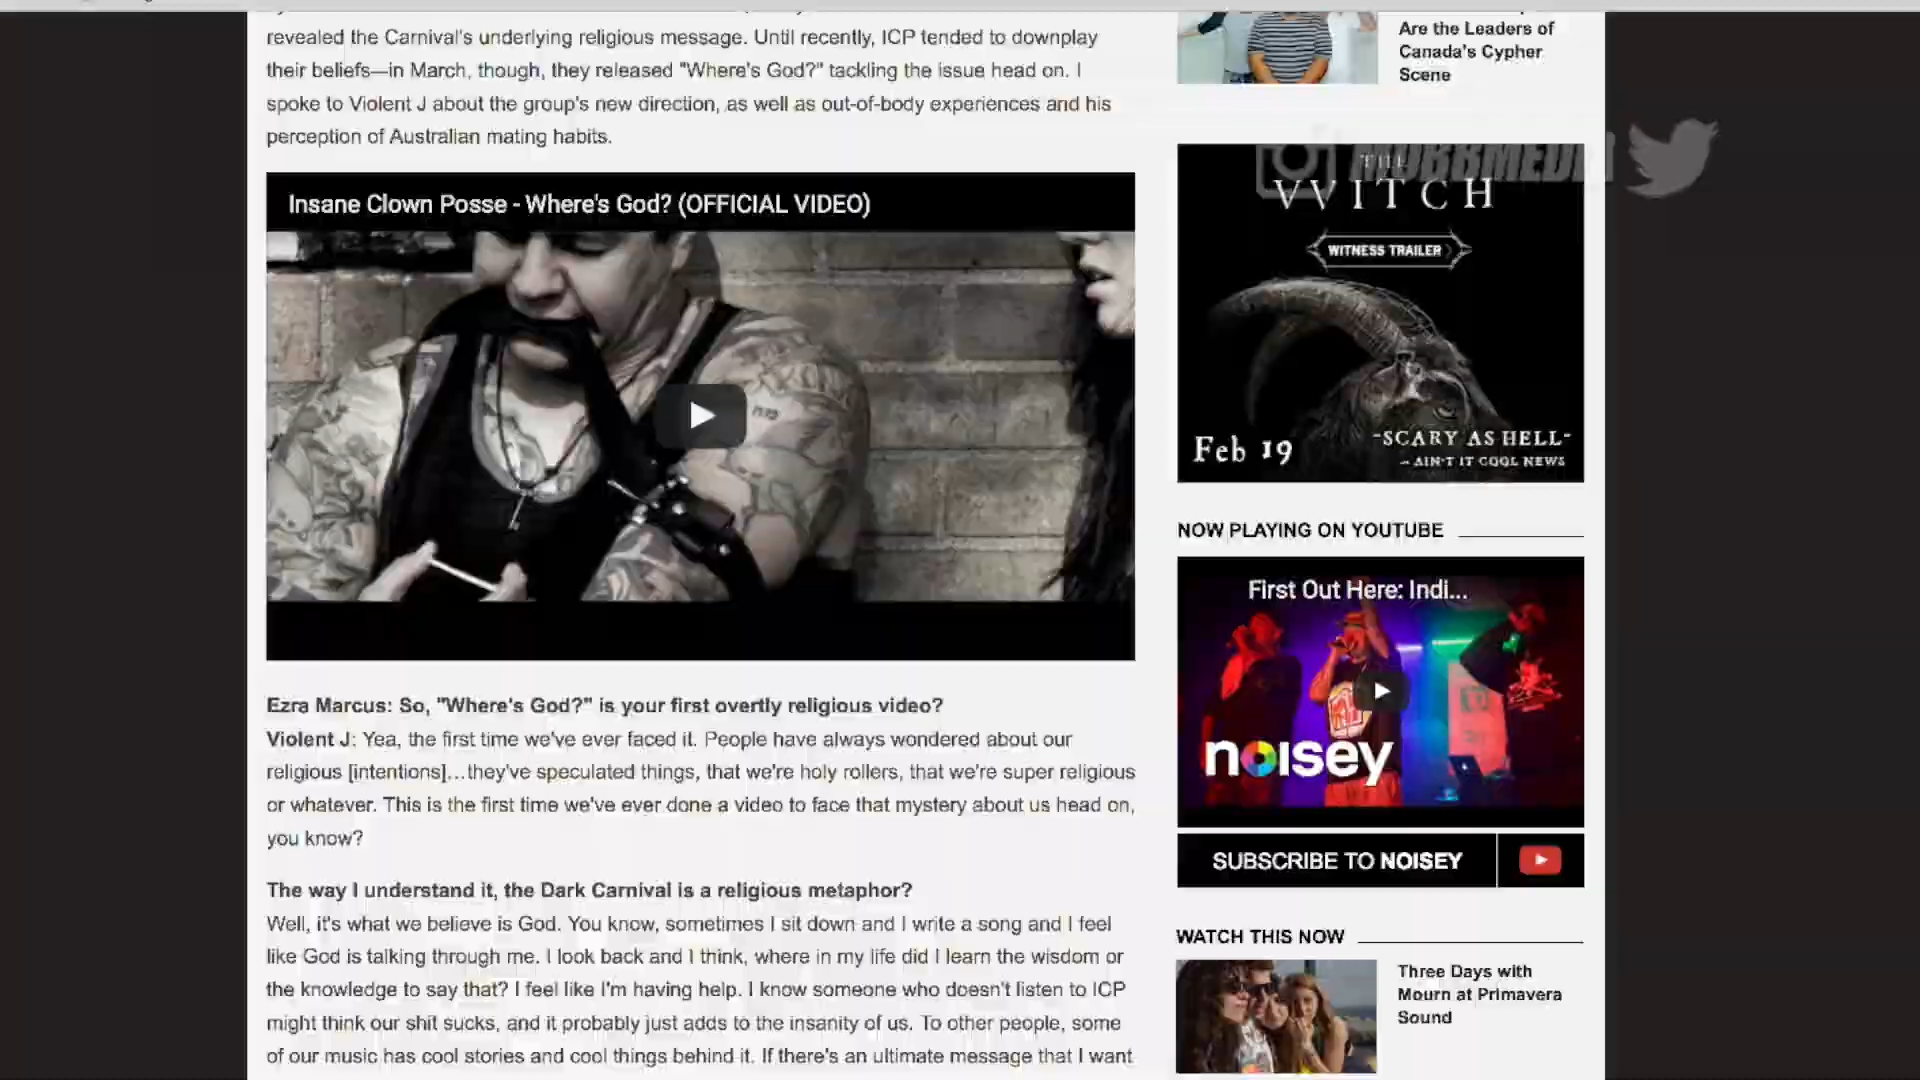 revealed the Carnival's underlying religious message. Until recently, ICP tended to downplay
their beliefs—in March, though, they released "Where's God?" tackling the issue head on. I
spoke to Violent J about the group's new direction, as well as out-of-body experiences and his
perception of Australian mating habits.
Insane Clown Posse - Where's God? (OFFICIAL VIDEO)
Ezra Marcus: So, "Where's God?" is your first overtly religious video?
Violent J: Yea, the first time we've ever faced it. People have always wondered about our
religious [intentions]...they've speculated things, that we're holy rollers, that we're super religious
or whatever. This is the first time we've ever done a video to face that mystery about us head on,
you know?
The way I understand it, the Dark Carnival is a religious metaphor?
Well, it's what we believe is God. You know, sometimes I sit down and I write a song and I feel
like God is talking through me. I look back and I think, where in my life did I learn the wisdom or
the knowledge to say that? I feel like I'm having help. I know someone who doesn't listen to ICP
might think our shit sucks, and it probably just adds to the insanity of us. To other people, some
of our music has cool stories and cool things behind it. If there's an ultimate message that I want
Are the Leaders of
Canada's Cypher
Scene
MOBBMEDIA
THE
VVITCH
WITNESS TRAILER
Feb 19
-SCARY AS HELL-
- AIN'T IT COOL NEWS
NOW PLAYING ON YOUTUBE
First Out Here: Indi...
noisey
SUBSCRIBE TO NOISEY
WATCH THIS NOW
Three Days with
Mourn at Primavera
Sound